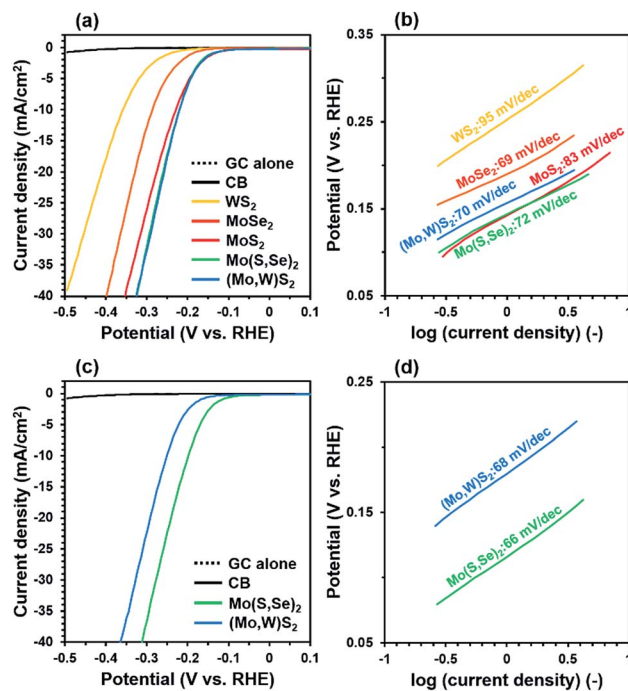 (a)
Current density (mA/cm²)
0
-5
-10
-15
-20
-25
-30
-35
-40
GC alone
CB
WS₂
MoSe₂
MoS₂
Mo(S,Se)₂
(Mo,W)S₂
-0.5 -0.4 -0.3 -0.2 -0.1 0 0.1
Potential (V vs. RHE)
(b)
Potential (V vs. RHE)
0.35
0.25
0.15
0.05
WS₂:95 mV/dec
MoSe₂:69 mV/dec
MoS₂:83 mV/dec
(Mo,W)S₂:70 mV/dec
Mo(S,Se)₂:72 mV/dec
-1 -0.5 0 0.5 1
log (current density) (-)
(c)
Current density (mA/cm²)
0
-5
-10
-15
-20
-25
-30
-35
-40
GC alone
CB
Mo(S,Se)₂
(Mo,W)S₂
-0.5 -0.4 -0.3 -0.2 -0.1 0 0.1
Potential (V vs. RHE)
(d)
Potential (V vs. RHE)
0.25
0.15
0.05
(Mo,W)S₂:68 mV/dec
Mo(S,Se)₂:66 mV/dec
-1 -0.5 0 0.5 1
log (current density) (-)